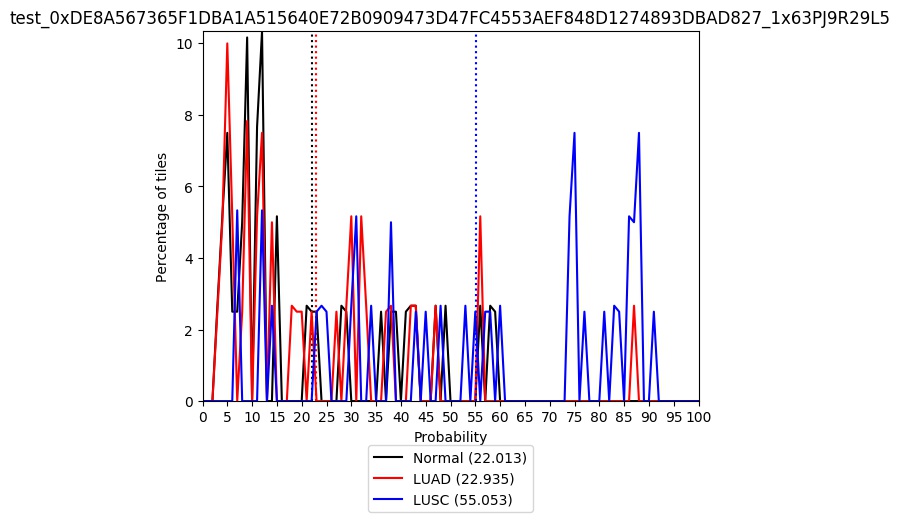 test_0xDE8A567365F1DBA1A515640E72B0909473D47FC4553AEF848D1274893DBAD827_1x63PJ9R29L5
10
8
6
4
2
0
Percentage of tiles
0 5 10 15 20 25 30 35 40 45 50 55 60 65 70 75 80 85 90 95 100
Probability
Normal (22.013)
LUAD (22.935)
LUSC (55.053)